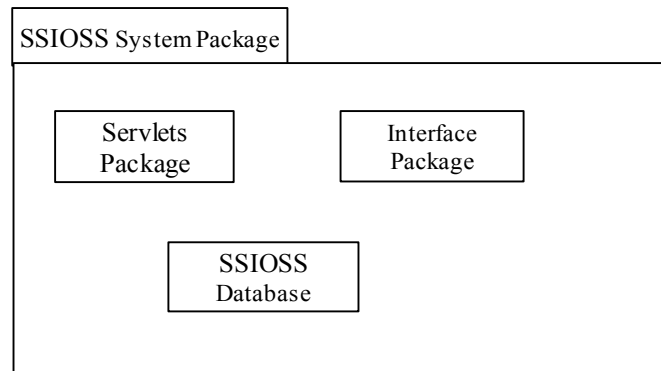 SSIOSS System Package
Servlets
Package
Interface
Package
SSIOSS
Database